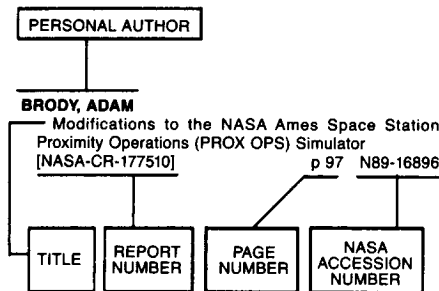 PERSONAL AUTHOR
BRODY, ADAM
Modifications to the NASA Ames Space Station
Proximity Operations (PROX OPS) Simulator
[NASA-CR-177510] p 97 N89-16896
TITLE
REPORT
NUMBER
PAGE
NUMBER
NASA
ACCESSION
NUMBER